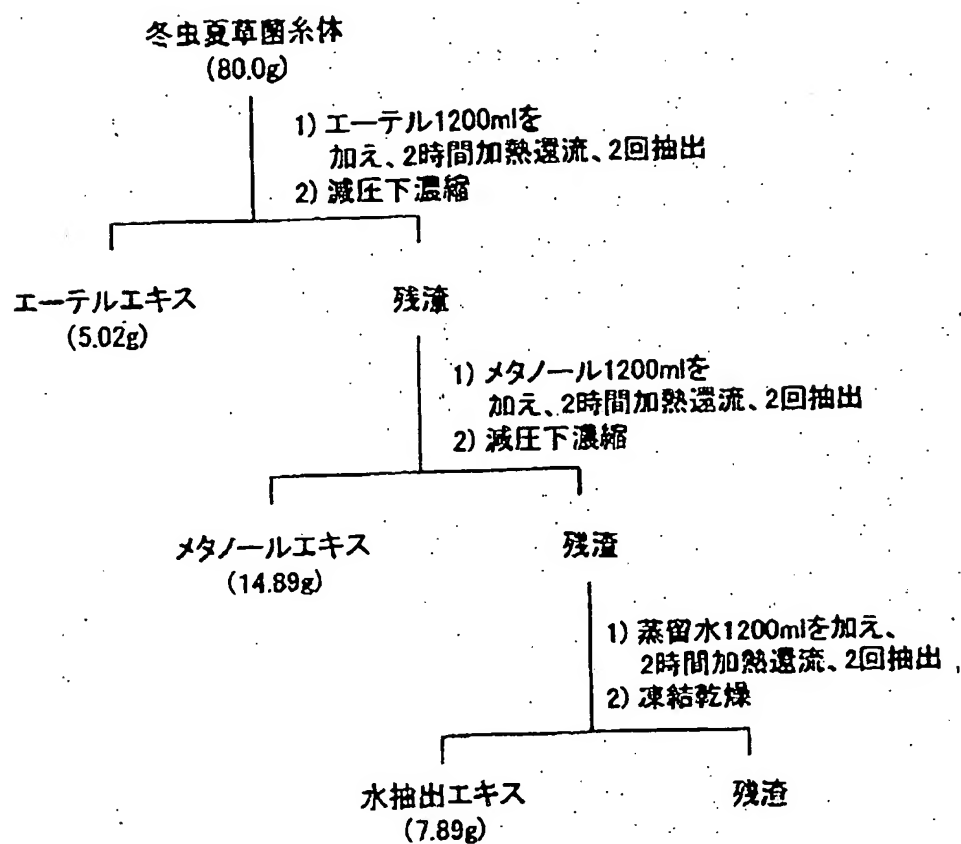 冬虫夏草菌糸体
(80.0g)
1) エーテル1200mlを
加え、2時間加熱還流、2回抽出
2) 減圧下濃縮
エーテルエキス
(5.02g)
残渣
1) メタノール1200mlを
加え、2時間加熱還流、2回抽出
2) 減圧下濃縮
メタノールエキス
(14.89g)
残渣
1) 蒸留水1200mlを加え、
2時間加熱還流、2回抽出
2) 凍結乾燥
水抽出エキス
(7.89g)
残渣